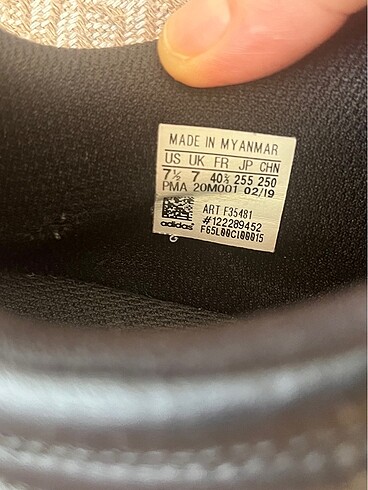 MADE IN MYANMAR
US UK FR JP CHN
7½ 7 40⅔ 255 250
PMA 20M001 02/19
ART F35481
#122289452
adidas F65L00C100015